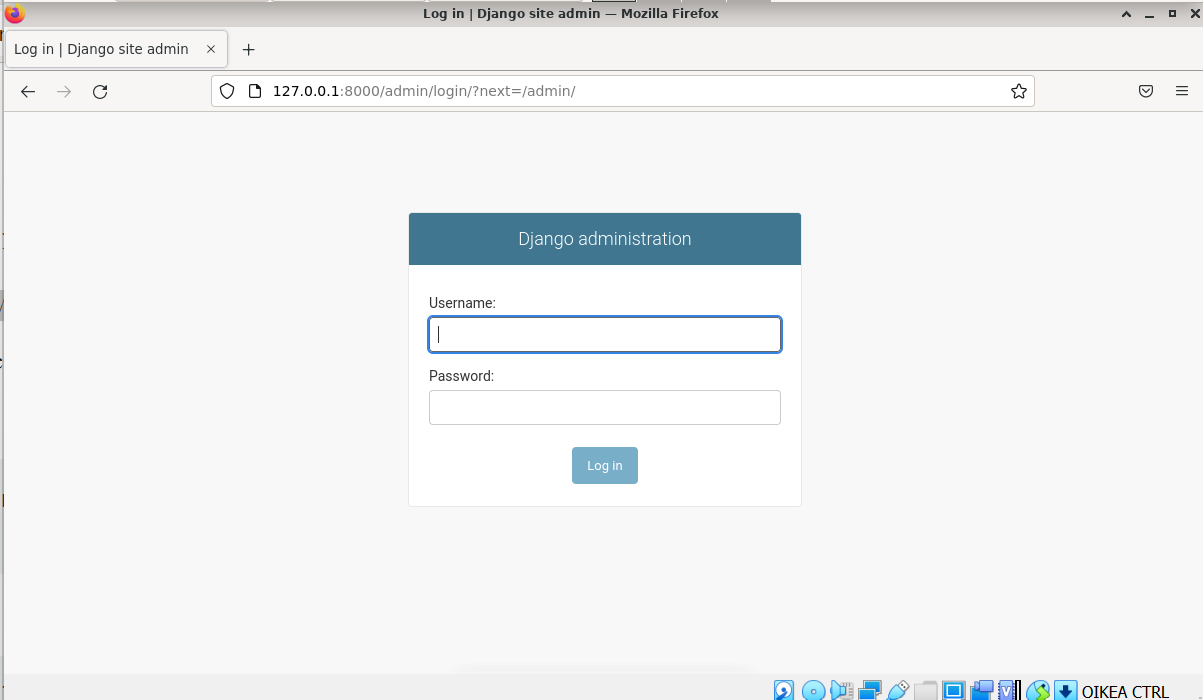 Log in | Django site admin — Mozilla Firefox
Log in | Django site admin
127.0.0.1:8000/admin/login/?next=/admin/
Django administration
Username:
Password:
Log in
OIKEA CTRL